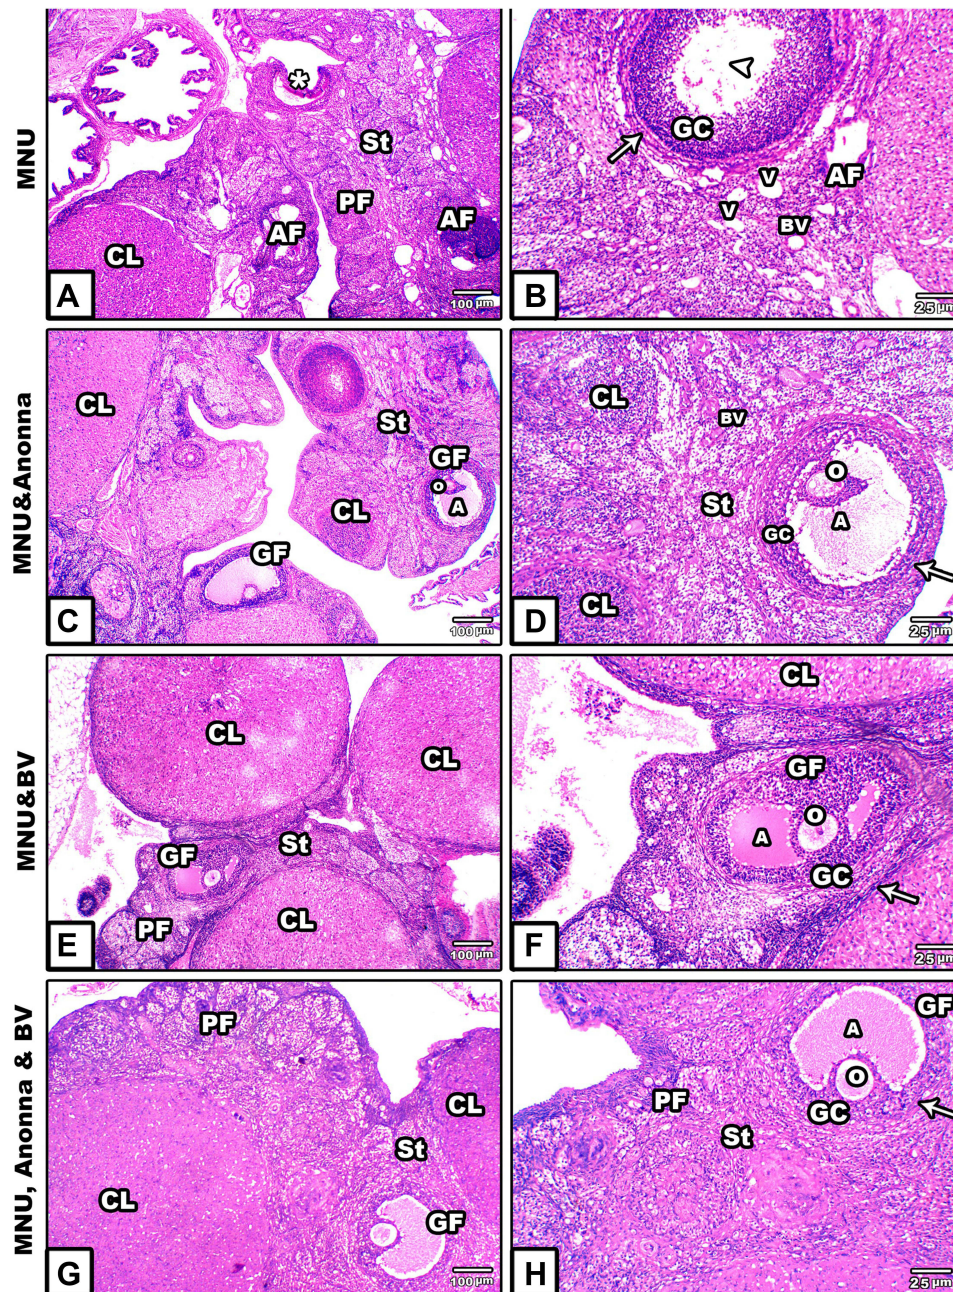 MNU
*
St
PF
AF
AF
CL
A
100 µm
GC
V
AF
V
BV
B
25 µm
MNU&Anonna
CL
St
GF
O
A
CL
GF
C
100 µm
CL
BV
O
St
A
GC
CL
D
25 µm
MNU&BV
CL
CL
St
GF
PF
CL
E
100 µm
CL
GF
O
A
GC
F
25 µm
MNU, Anonna & BV
PF
CL
St
CL
GF
G
100 µm
GF
A
O
PF
GC
St
H
25 µm